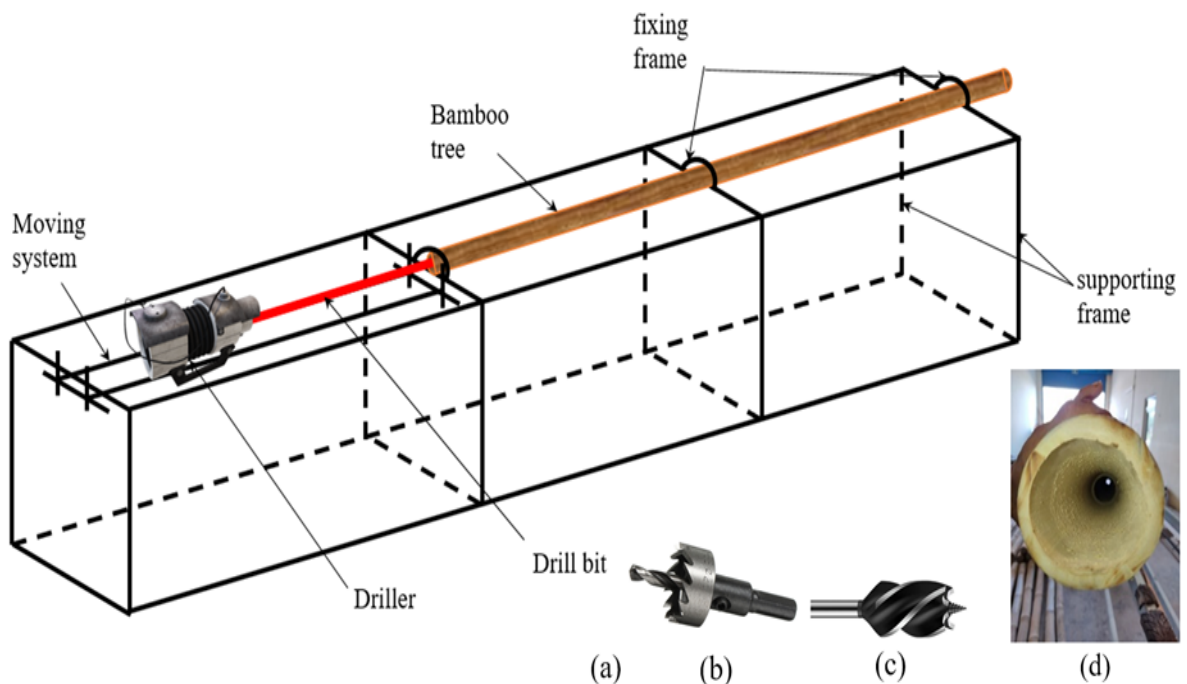 fixing
frame
Bamboo
tree
Moving
system
supporting
frame
Drill bit
Driller
(a)
(b)
(c)
(d)